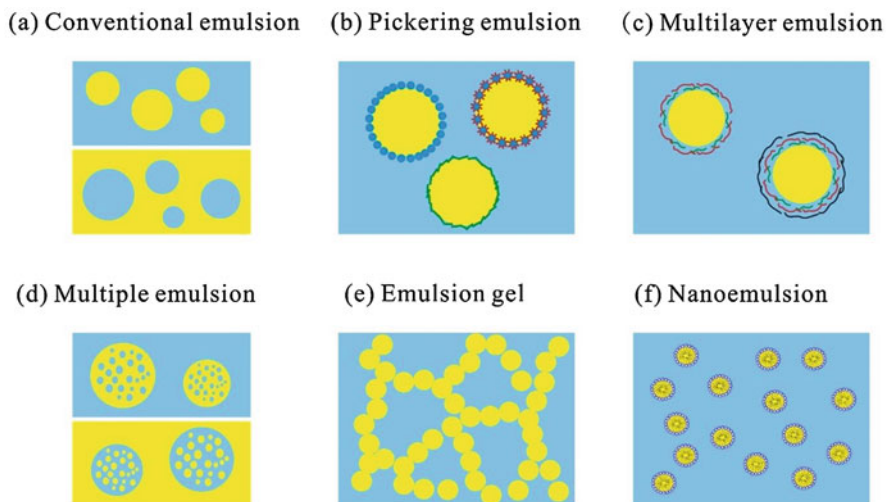 (a) Conventional emulsion
(b) Pickering emulsion
(c) Multilayer emulsion
(d) Multiple emulsion
(e) Emulsion gel
(f) Nanoemulsion